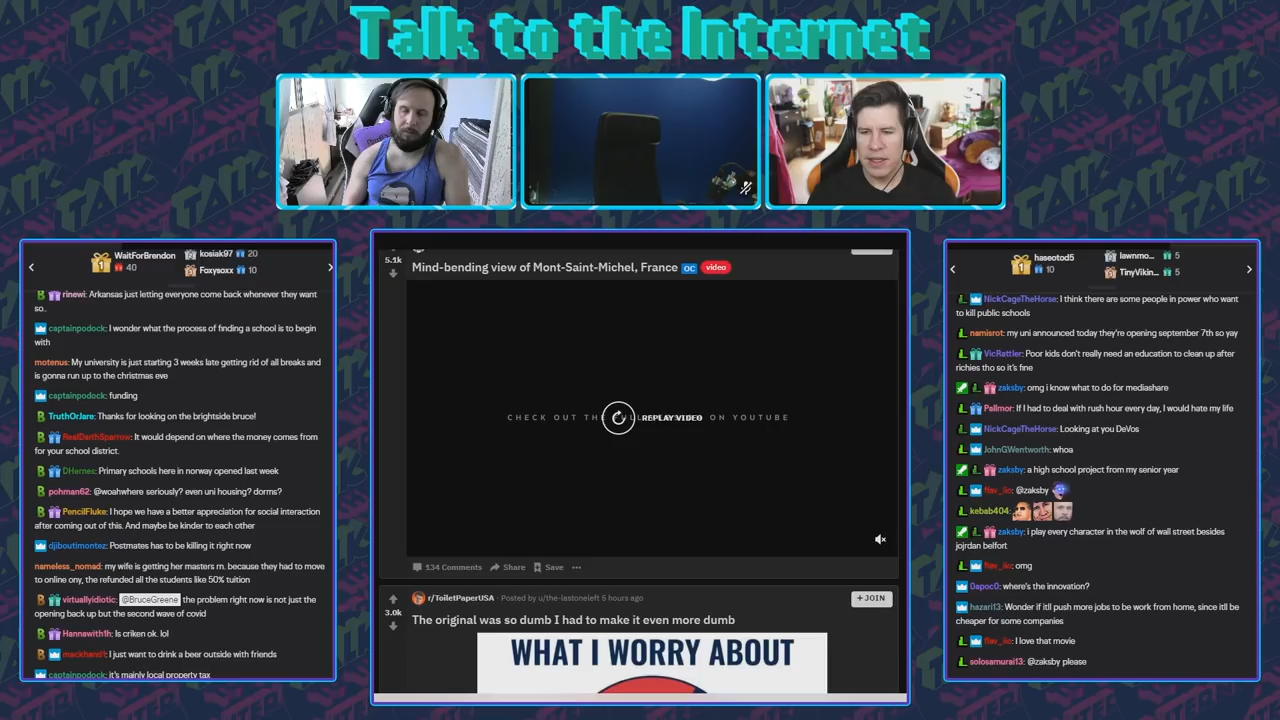 Talk to the Internet
WaitForBrendon
40
kosiak97 20
Foxysoxx 10
rinewi: Arkansas just letting everyone come back whenever they want
so..
captainpodock: I wonder what the process of finding a school is to begin
with
motenus: My university is just starting 3 weeks late getting rid of all breaks and
is gonna run up to the christmas eve
captainpodock: funding
TruthOrJare: Thanks for looking on the brightside bruce!
RealDarthSparrow: It would depend on where the money comes from
for your school district.
DHernes: Primary schools here in norway opened last week
pohman62: @woahwhere seriously? even uni housing? dorms?
PencilFluke: I hope we have a better appreciation for social interaction
after coming out of this. And maybe be kinder to each other
djiboutimontez: Postmates has to be killing it right now
nameless_nomad: my wife is getting her masters rn. because they had to move
to online ony, the refunded all the students like 50% tuition
virtuallyidiotic: @BruceGreene the problem right now is not just the
opening back up but the second wave of covid
Hannawith1h: Is criken ok. lol
mackhand1: I just want to drink a beer outside with friends
captainpodock: it's mainly local property tax
5.1k
Mind-bending view of Mont-Saint-Michel, France OC video
CHECK OUT THE FULL ON YOUTUBE
REPLAY VIDEO
134 Comments Share Save
r/ToiletPaperUSA · Posted by u/the-lastoneleft 5 hours ago
+ JOIN
3.0k
The original was so dumb I had to make it even more dumb
WHAT I WORRY ABOUT
haseotod5
10
lawnmo... 5
TinyVikin... 5
NickCageTheHorse: I think there are some people in power who want
to kill public schools
namisrot: my uni announced today they're opening september 7th so yay
VicRattler: Poor kids don't really need an education to clean up after
richies tho so it's fine
zaksby: omg i know what to do for mediashare
Pallmor: If I had to deal with rush hour every day, I would hate my life
NickCageTheHorse: Looking at you DeVos
JohnGWentworth: whoa
zaksby: a high school project from my senior year
flav_iio: @zaksby
kebab404:
zaksby: i play every character in the wolf of wall street besides
jojrdan belfort
flav_iio: omg
0apoc0: where's the innovation?
hazari13: Wonder if itll push more jobs to be work from home, since itll be
cheaper for some companies
flav_iio: I love that movie
solosamurai13: @zaksby please